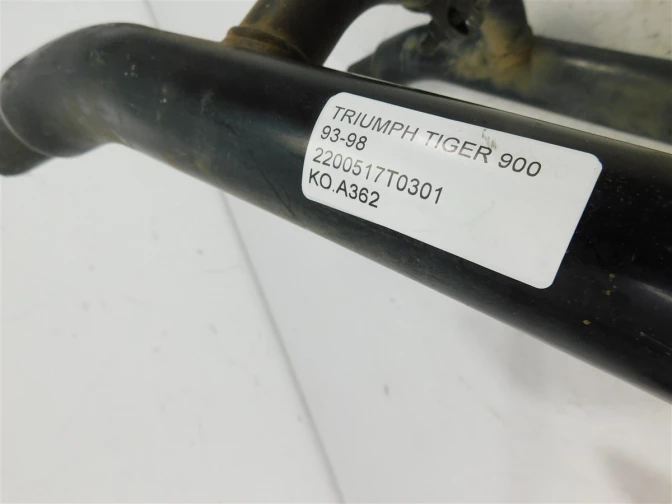 TRIUMPH TIGER 900
93-98
2200517T0301
KO.A362